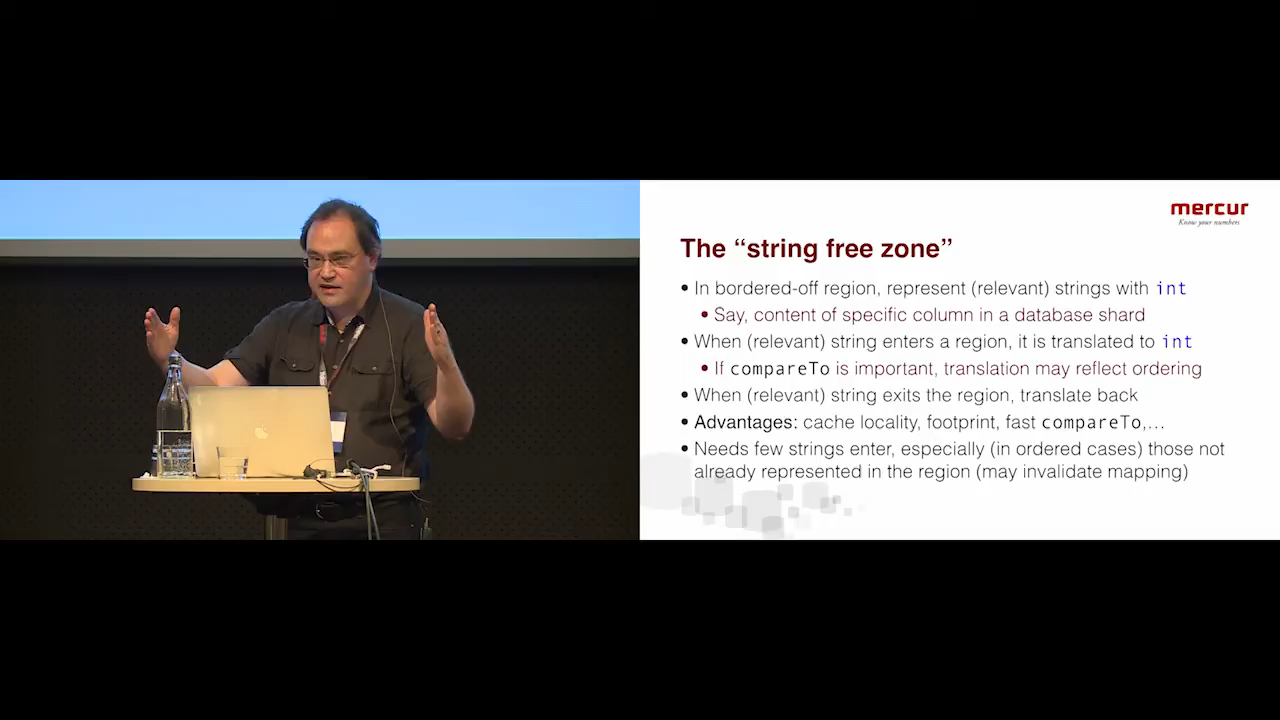 mercur
Know your numbers
The “string free zone”
• In bordered-off region, represent (relevant) strings with int
• Say, content of specific column in a database shard
• When (relevant) string enters a region, it is translated to int
• If compareTo is important, translation may reflect ordering
• When (relevant) string exits the region, translate back
• Advantages: cache locality, footprint, fast compareTo,…
• Needs few strings enter, especially (in ordered cases) those not
already represented in the region (may invalidate mapping)